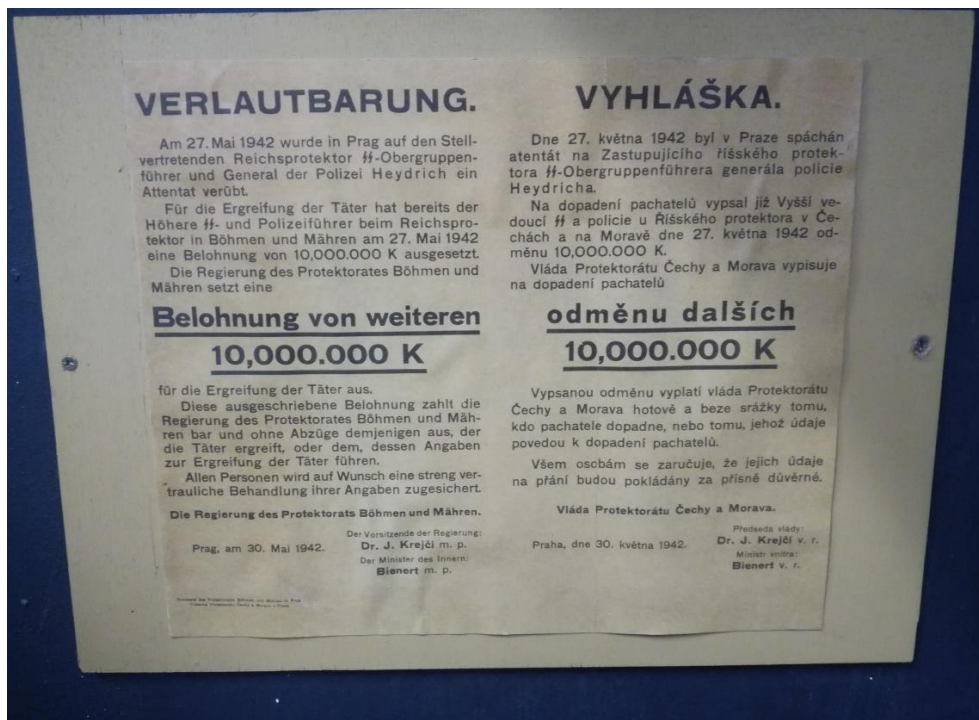 VERLAUTBARUNG.
Am 27. Mai 1942 wurde in Prag auf den Stell-
vertretenden Reichsprotektor ᛋᛋ-Obergruppen-
führer und General der Polizei Heydrich ein
Attentat verübt.
Für die Ergreifung der Täter hat bereits der
Höhere ᛋᛋ- und Polizeiführer beim Reichspro-
tektor in Böhmen und Mähren am 27. Mai 1942
eine Belohnung von 10,000.000 K ausgesetzt.
Die Regierung des Protektorates Böhmen und
Mähren setzt eine
Belohnung von weiteren
10,000.000 K
für die Ergreifung der Täter aus.
Diese ausgeschriebene Belohnung zahlt die
Regierung des Protektorates Böhmen und Mäh-
ren bar und ohne Abzüge demjenigen aus, der
die Täter ergreift, oder dem, dessen Angaben
zur Ergreifung der Täter führen.
Allen Personen wird auf Wunsch eine streng ver-
trauliche Behandlung ihrer Angaben zugesichert.
Die Regierung des Protektorats Böhmen und Mähren.
Der Vorsitzende der Regierung:
Prag, am 30. Mai 1942.
Dr. J. Krejčí m. p.
Der Minister des Innern:
Bienert m. p.
VYHLÁŠKA.
Dne 27. května 1942 byl v Praze spáchán
atentát na Zastupujícího říšského protek-
tora ᛋᛋ-Obergruppenführera generála policie
Heydricha.
Na dopadení pachatelů vypsal již Vyšší ve-
doucí ᛋᛋ a policie u Říšského protektora v Če-
chách a na Moravě dne 27. května 1942 od-
měnu 10,000.000 K.
Vláda Protektorátu Čechy a Morava vypisuje
na dopadení pachatelů
odměnu dalších
10,000.000 K
Vypsanou odměnu vyplatí vláda Protektorátu
Čechy a Morava hotově a beze srážky tomu,
kdo pachatele dopadne, nebo tomu, jehož údaje
povedou k dopadení pachatelů.
Všem osobám se zaručuje, že jejich údaje
na přání budou pokládány za přísně důvěrné.
Vláda Protektorátu Čechy a Morava.
Předseda vlády:
Praha, dne 30. května 1942.
Dr. J. Krejčí v. r.
Ministr vnitra:
Bienert v. r.